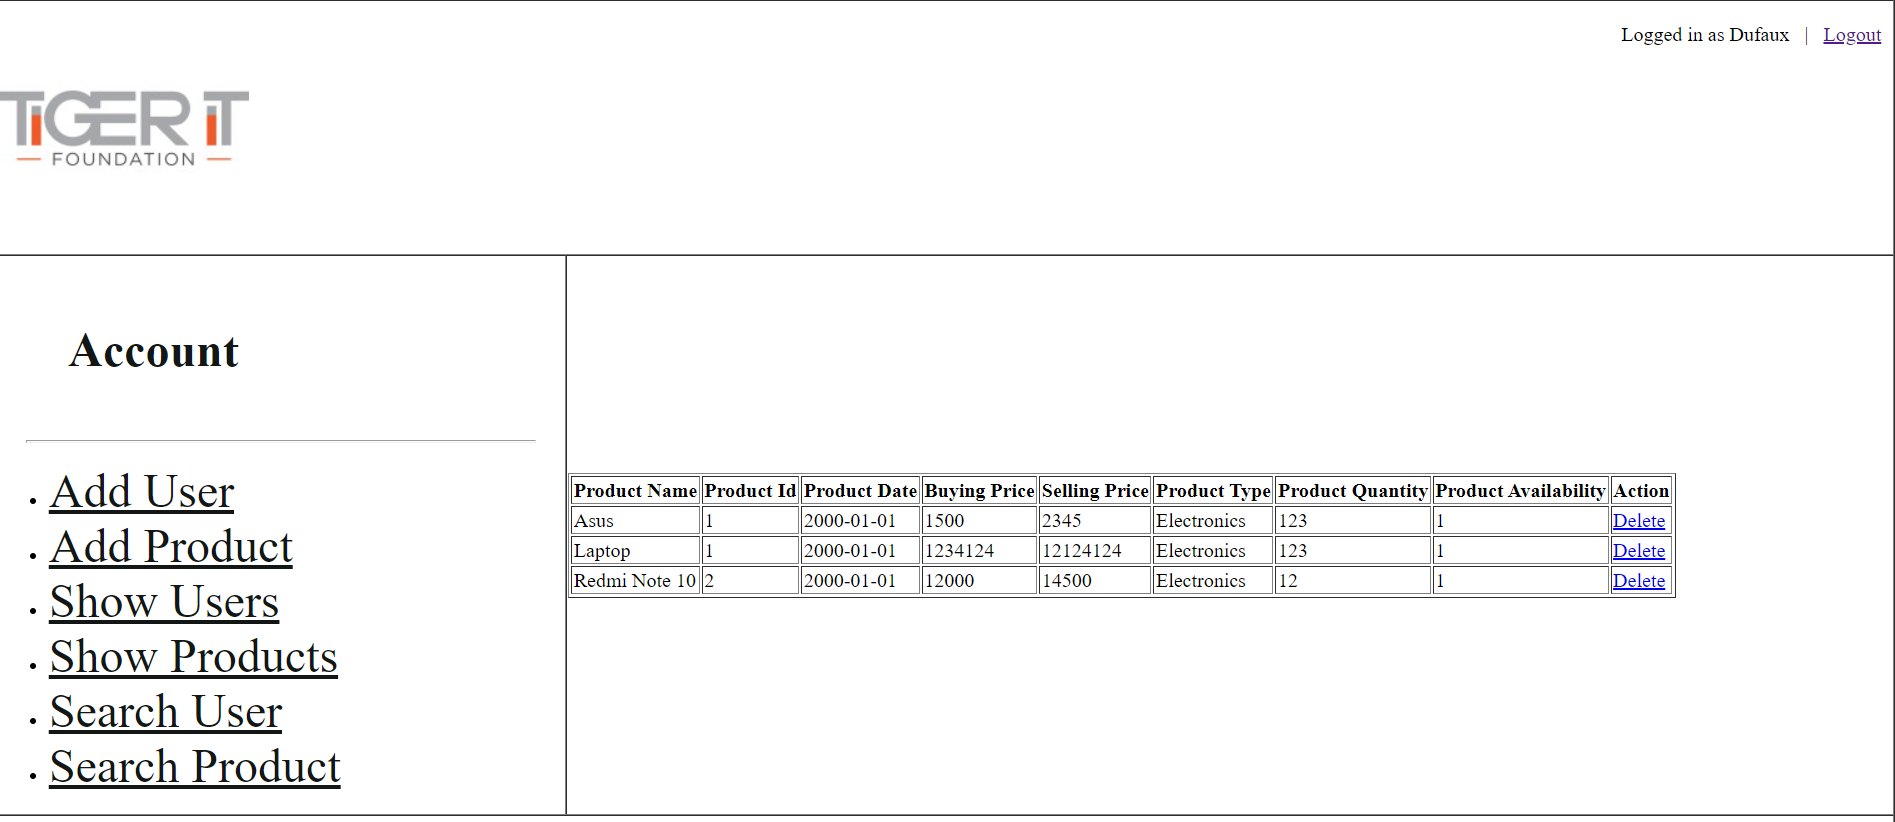 Logged in as Dufaux | Logout
TiGER iT
FOUNDATION
Account
Add User
Add Product
Show Users
Show Products
Search User
Search Product
Product Name Product Id Product Date Buying Price Selling Price Product Type Product Quantity Product Availability Action
Asus 1 2000-01-01 1500 2345 Electronics 123 1 Delete
Laptop 1 2000-01-01 1234124 12124124 Electronics 123 1 Delete
Redmi Note 10 2 2000-01-01 12000 14500 Electronics 12 1 Delete